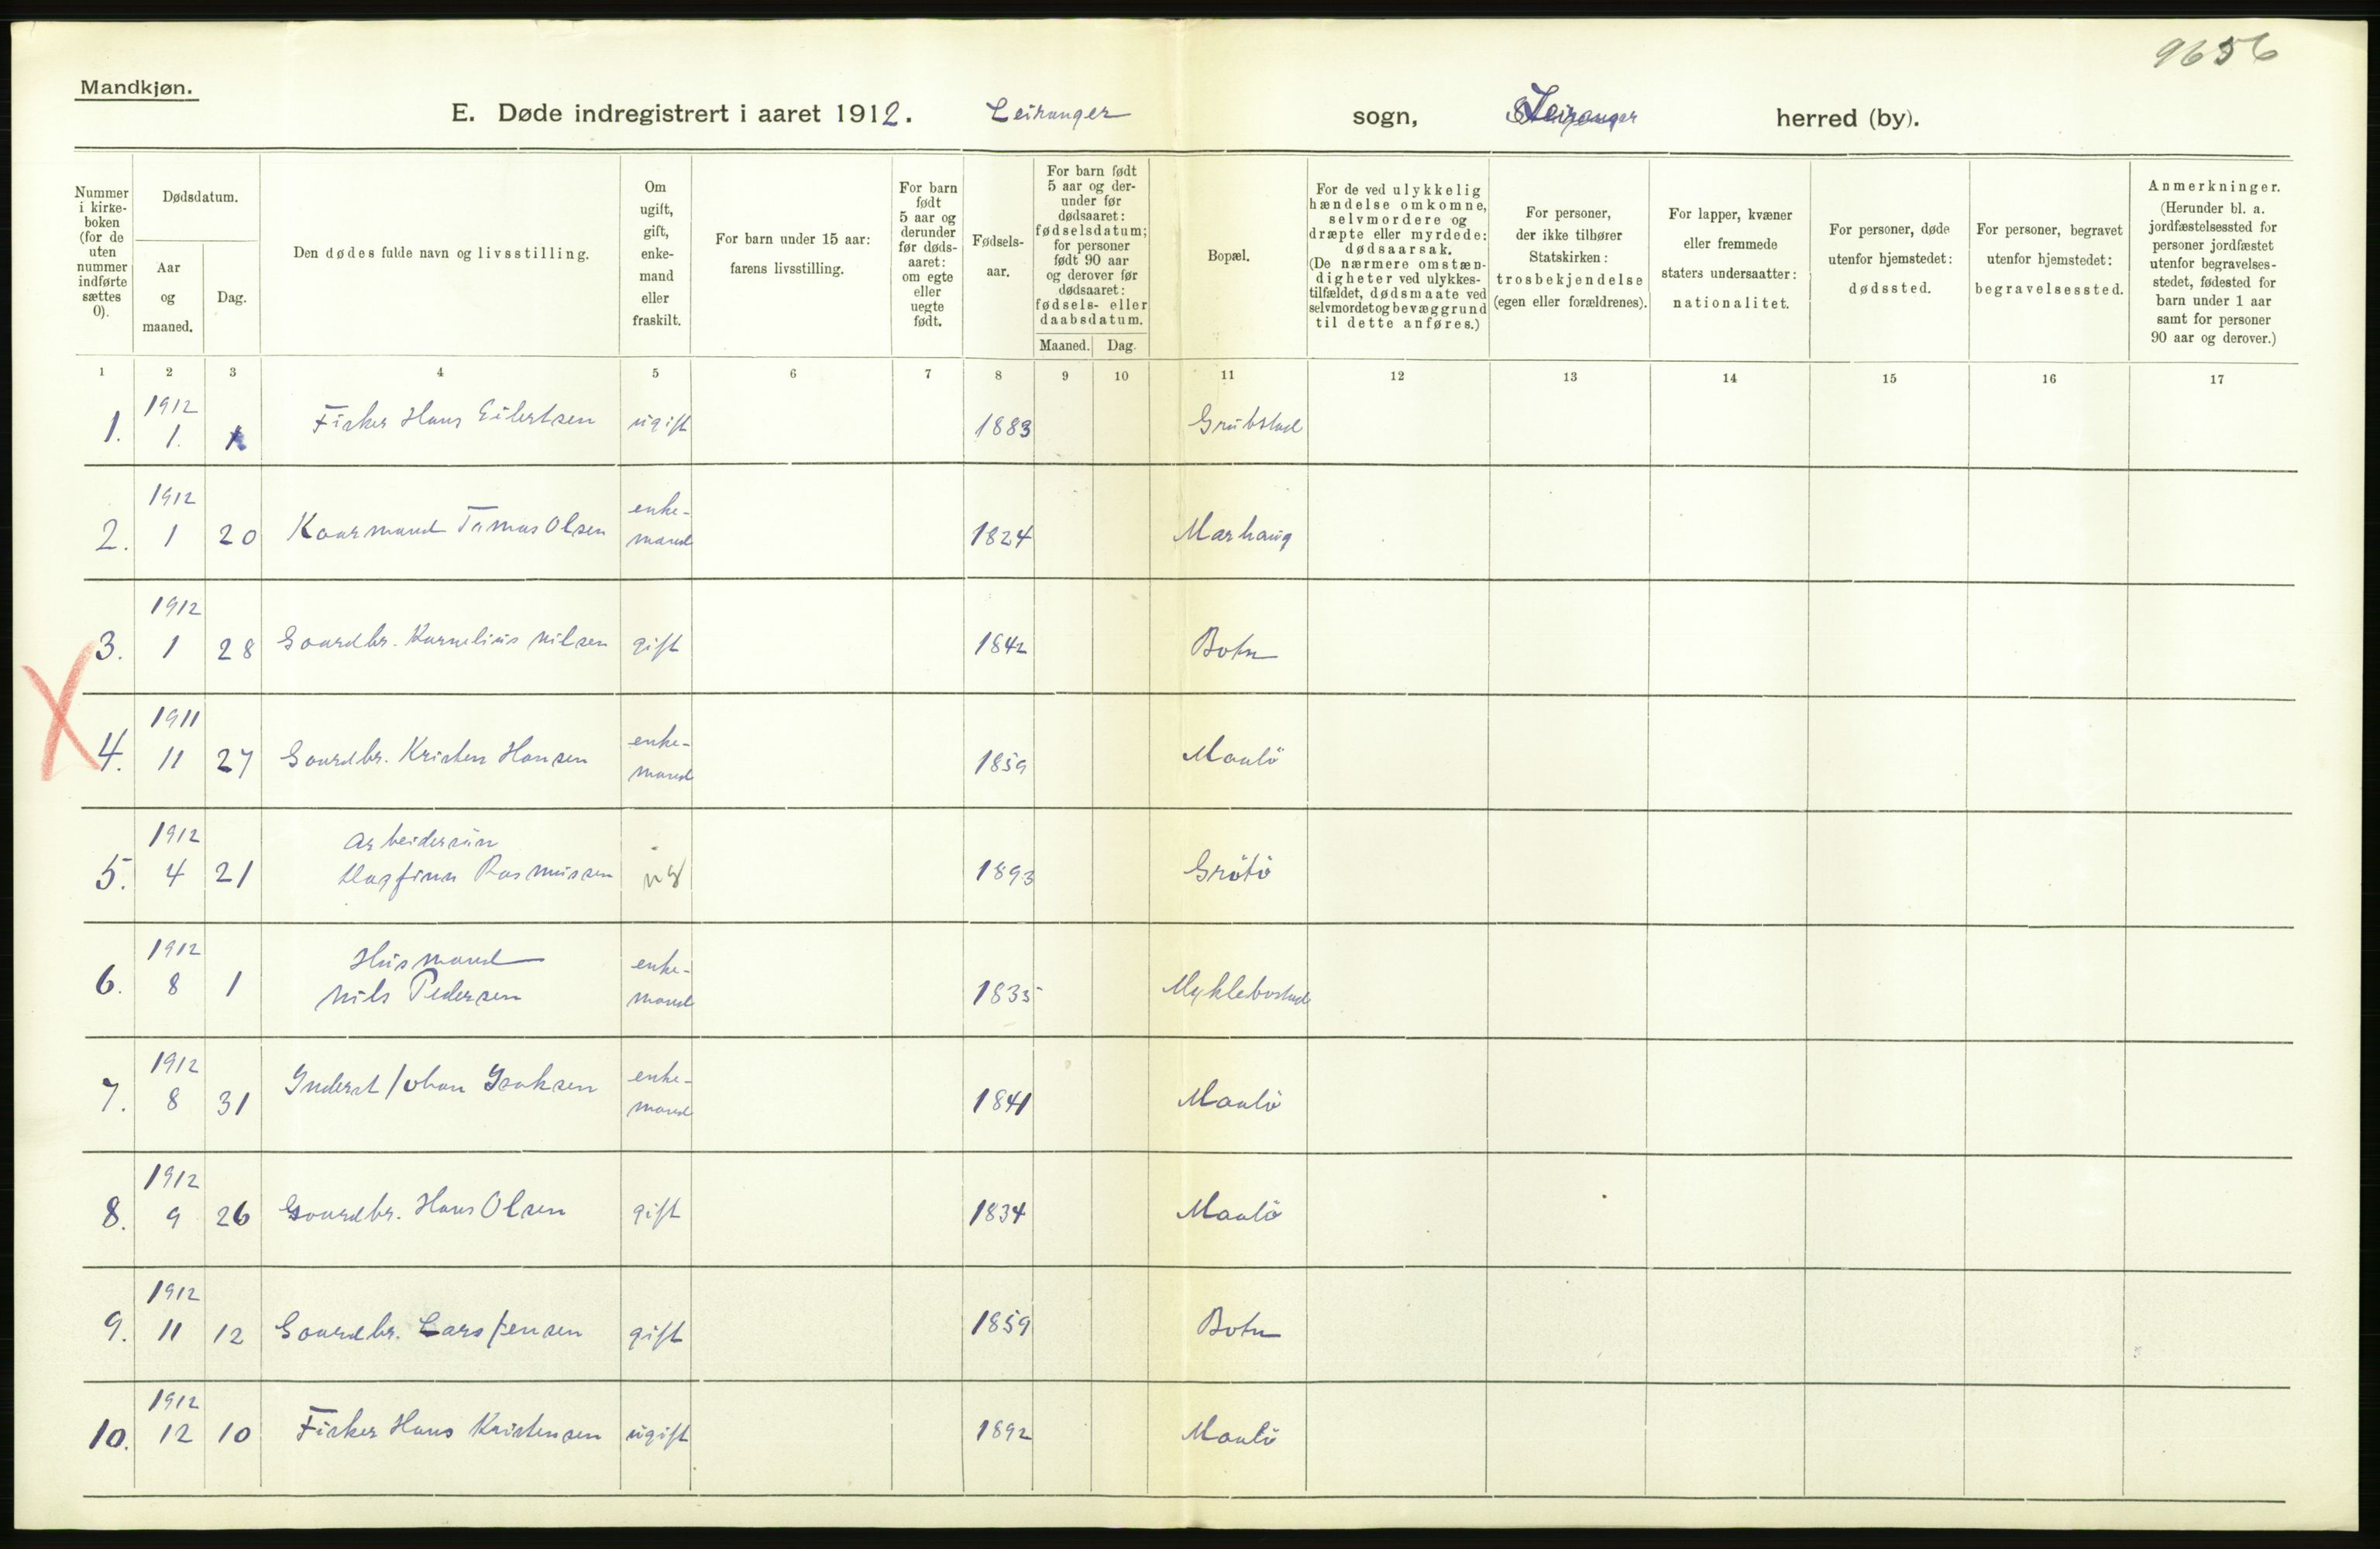 9656
Mandkjøn.
E. Døde indregistrert i aaret 1912. Leiranger sogn, herred (by).
Nummer i kirke-boken (for de uten nummer indførte sættes 0).
Dødsdatum.
Aar og maaned.
Dag.
Den dødes fulde navn og livsstilling.
Om ugift, gift, enke-mand eller fraskilt.
For barn under 15 aar: farens livsstilling.
For barn født 5 aar og derunder før døds-aaret: om egte eller uegte født.
Fødsels-aar.
For barn født 5 aar og der-under før dødsaaret: fødselsdatum; for personer født 90 aar og derover før dødsaaret: fødsels- eller daabsdatum.
Maaned. Dag.
Bopæl.
For de ved ulykkelig hændelse omkomne, selvmordere og dræpte eller myrdede: dødsaarsak. (De nærmere omstæn-digheter ved ulykkes-tilfældet, dødsmaate ved selvmordet og bevæggrund til dette anføres.)
For personer, der ikke tilhører Statskirken: trosbekjendelse (egen eller forældrenes).
For lapper, kvæner eller fremmede staters undersaatter: nationalitet.
For personer, døde utenfor hjemstedet: dødssted.
For personer, begravet utenfor hjemstedet: begravelsessted.
Anmerkninger. (Herunder bl. a. jordfæstelsessted for personer jordfæstet utenfor begravelses-stedet, fødested for barn under 1 aar samt for personer 90 aar og derover.)
1 2 3 4 5 6 7 8 9 10 11 12 13 14 15 16 17
1912
1. 1. Fisker Hans Eilertsen ugift 1883 Grubstad
1912
2. 1 20 Kaarmand Tomas Olsen enke-mand 1824 Marhaug
1912
3. 1 28 Gaardbr. Kornelius Nilsen gift 1842 Botn
1911
4. 11 27 Gaardbr. Kristen Hansen enke-mand 1859 Maalö
1912
5. 4 21 Arbeidersön Dagfinn Rasmussen ug 1893 Grötö
1912
6. 8 1 Husmand Nils Pedersen enke-mand 1835 Myklebostad
1912
7. 8 31 Inderst Johan Isaksen enke-mand 1841 Maalö
1912
8. 9 26 Gaardbr. Hans Olsen gift 1834 Maalö
1912
9. 11 12 Gaardbr. Lars Jensen gift 1859 Botn
1912
10. 12 10 Fisker Hans Kristensen ugift 1892 Maalö